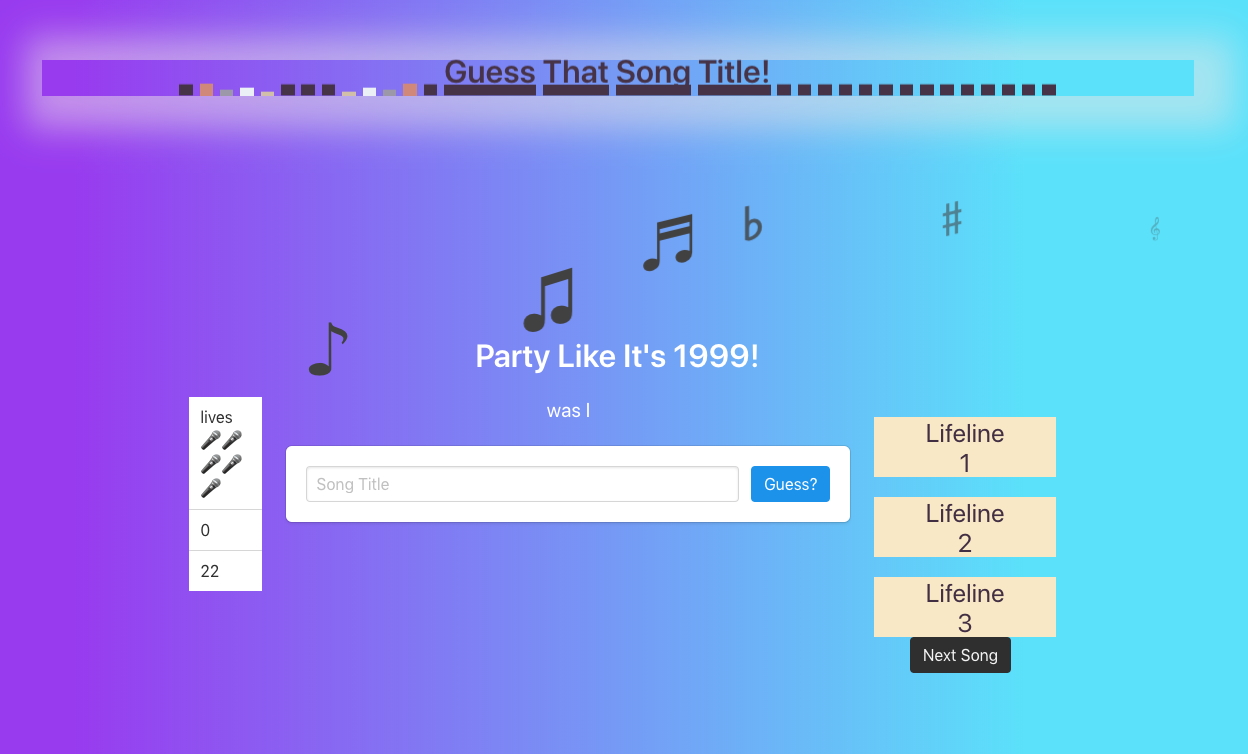 Guess That Song Title!
Party Like It's 1999!
was I
lives
0
22
Song Title
Guess?
Lifeline
1
Lifeline
2
Lifeline
3
Next Song